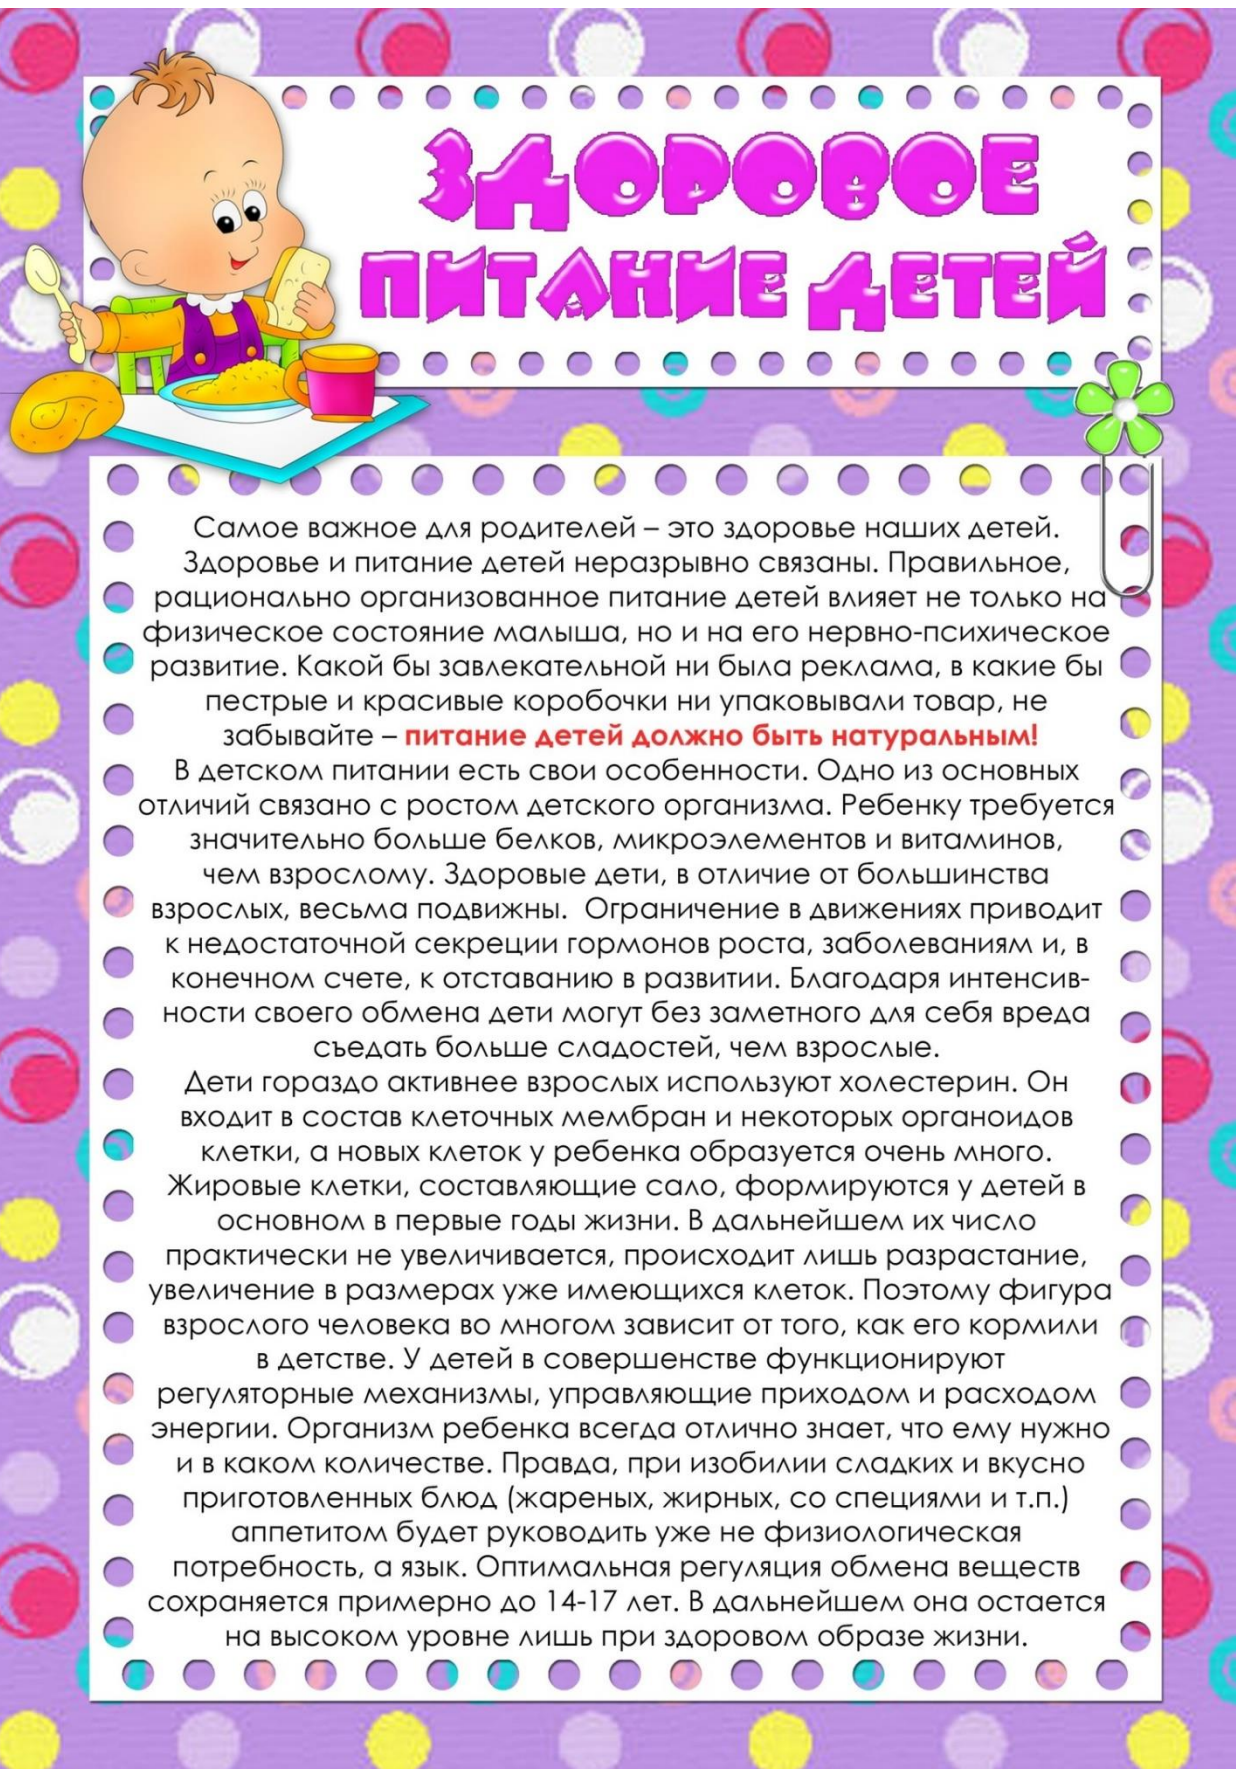 ЗДОРОВОЕ
ПИТАНИЕ ДЕТЕЙ
Самое важное для родителей – это здоровье наших детей.
Здоровье и питание детей неразрывно связаны. Правильное,
рационально организованное питание детей влияет не только на
физическое состояние малыша, но и на его нервно-психическое
развитие. Какой бы завлекательной ни была реклама, в какие бы
пестрые и красивые коробочки ни упаковывали товар, не
забывайте – питание детей должно быть натуральным!
В детском питании есть свои особенности. Одно из основных
отличий связано с ростом детского организма. Ребенку требуется
значительно больше белков, микроэлементов и витаминов,
чем взрослому. Здоровые дети, в отличие от большинства
взрослых, весьма подвижны.  Ограничение в движениях приводит
к недостаточной секреции гормонов роста, заболеваниям и, в
конечном счете, к отставанию в развитии. Благодаря интенсив-
ности своего обмена дети могут без заметного для себя вреда
съедать больше сладостей, чем взрослые.
Дети гораздо активнее взрослых используют холестерин. Он
входит в состав клеточных мембран и некоторых органоидов
клетки, а новых клеток у ребенка образуется очень много.
Жировые клетки, составляющие сало, формируются у детей в
основном в первые годы жизни. В дальнейшем их число
практически не увеличивается, происходит лишь разрастание,
увеличение в размерах уже имеющихся клеток. Поэтому фигура
взрослого человека во многом зависит от того, как его кормили
в детстве. У детей в совершенстве функционируют
регуляторные механизмы, управляющие приходом и расходом
энергии. Организм ребенка всегда отлично знает, что ему нужно
и в каком количестве. Правда, при изобилии сладких и вкусно
приготовленных блюд (жареных, жирных, со специями и т.п.)
аппетитом будет руководить уже не физиологическая
потребность, а язык. Оптимальная регуляция обмена веществ
сохраняется примерно до 14-17 лет. В дальнейшем она остается
на высоком уровне лишь при здоровом образе жизни.